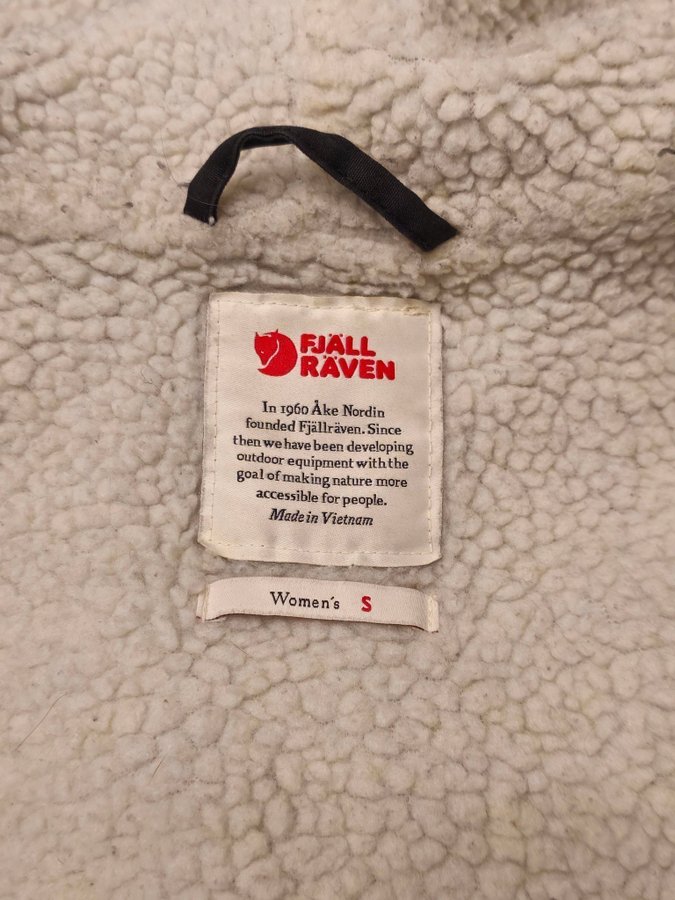 FJÄLL
RÄVEN
In 1960 Åke Nordin
founded Fjällräven. Since
then we have been developing
outdoor equipment with the
goal of making nature more
accessible for people.
Made in Vietnam
Women's S